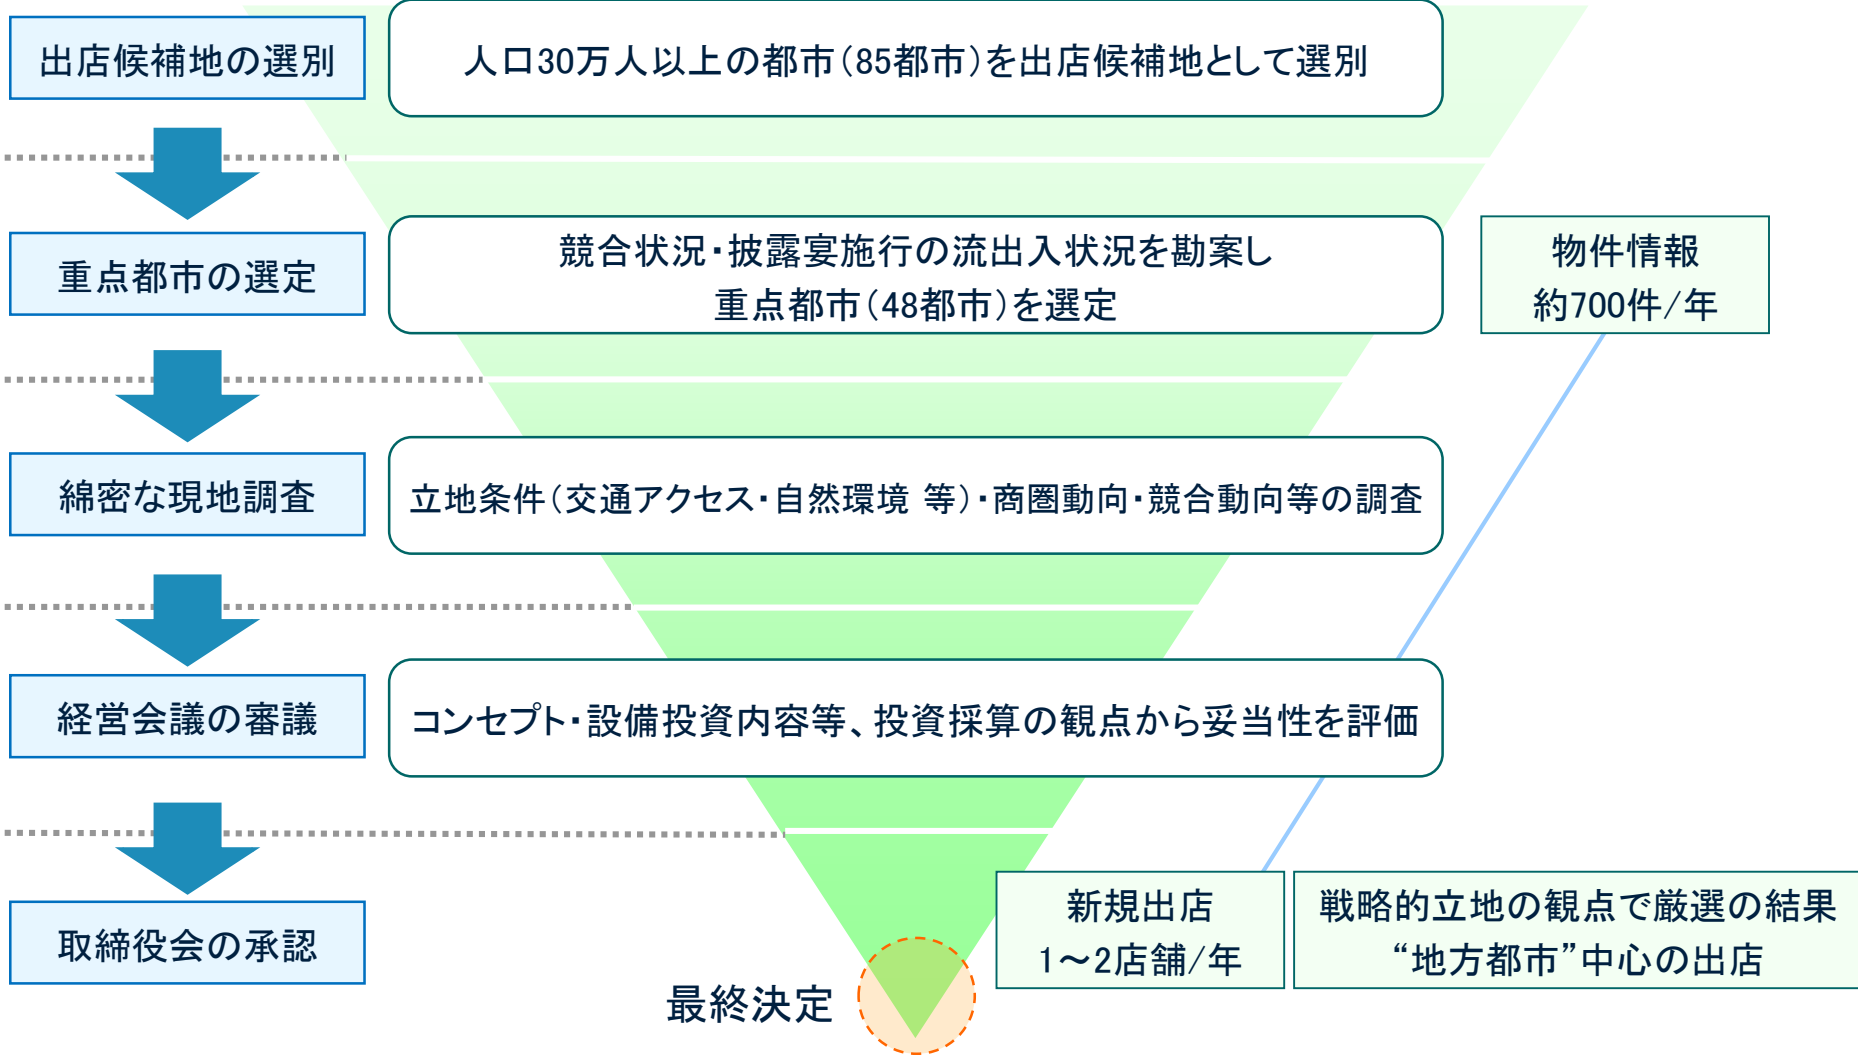 出店候補地の選別
人口30万人以上の都市（85都市）を出店候補地として選別
重点都市の選定
競合状況・披露宴施行の流出入状況を勘案し
重点都市（48都市）を選定
物件情報
約700件/年
綿密な現地調査
立地条件（交通アクセス・自然環境 等）・商圏動向・競合動向等の調査
経営会議の審議
コンセプト・設備投資内容等、投資採算の観点から妥当性を評価
取締役会の承認
新規出店
1～2店舗/年
戦略的立地の観点で厳選の結果
“地方都市”中心の出店
最終決定